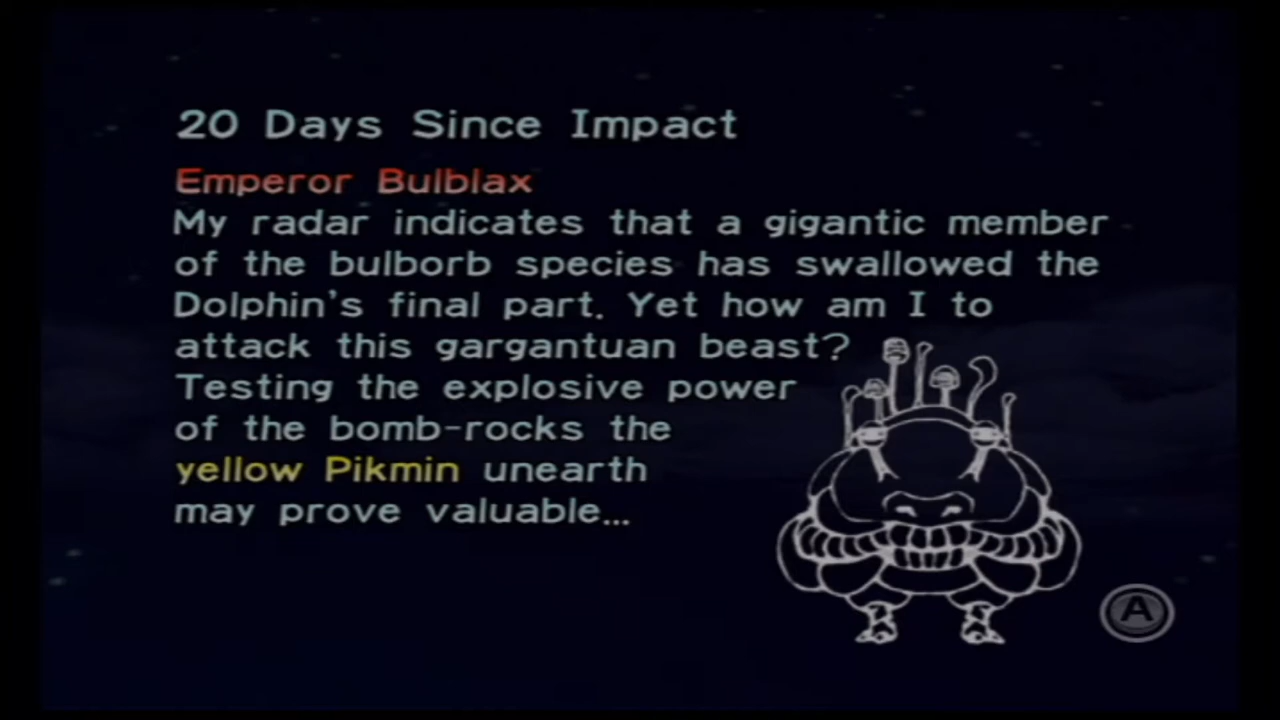 20 Days Since Impact
Emperor Bulblax
My radar indicates that a gigantic member
of the bulborb species has swallowed the
Dolphin's final part. Yet how am I to
attack this gargantuan beast?
Testing the explosive power
of the bomb-rocks the
yellow Pikmin unearth
may prove valuable...
A